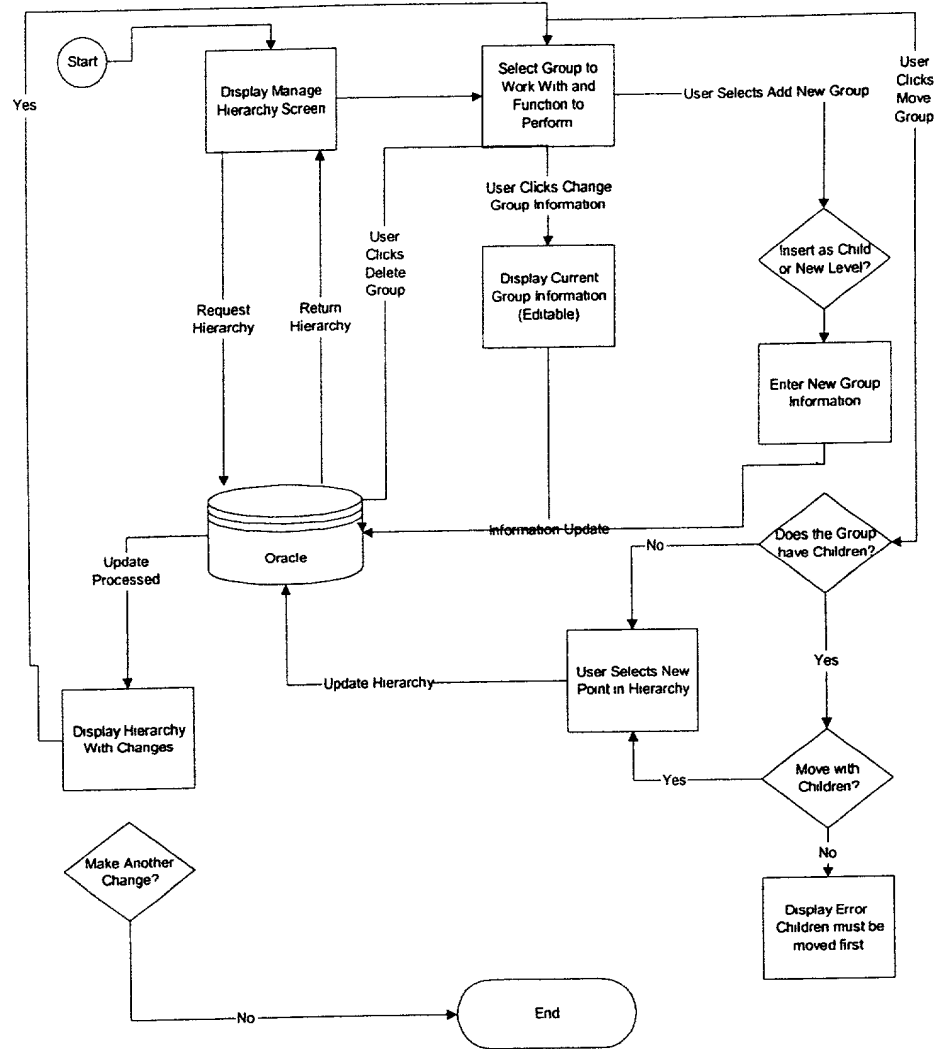 Start
Yes
Display Manage
Hierarchy Screen
Select Group to
Work With and
Function to
Perform
User Selects Add New Group
User
Clicks
Move
Group
User Clicks Change
Group Information
User
Clicks
Delete
Group
Insert as Child
or New Level?
Request
Hierarchy
Return
Hierarchy
Display Current
Group Information
(Editable)
Enter New Group
Information
Information Update
Oracle
Does the Group
have Children?
No
Update
Processed
Yes
User Selects New
Point in Hierarchy
Update Hierarchy
Display Hierarchy
With Changes
Move with
Children?
Yes
No
Make Another
Change?
Display Error
Children must be
moved first
No
End